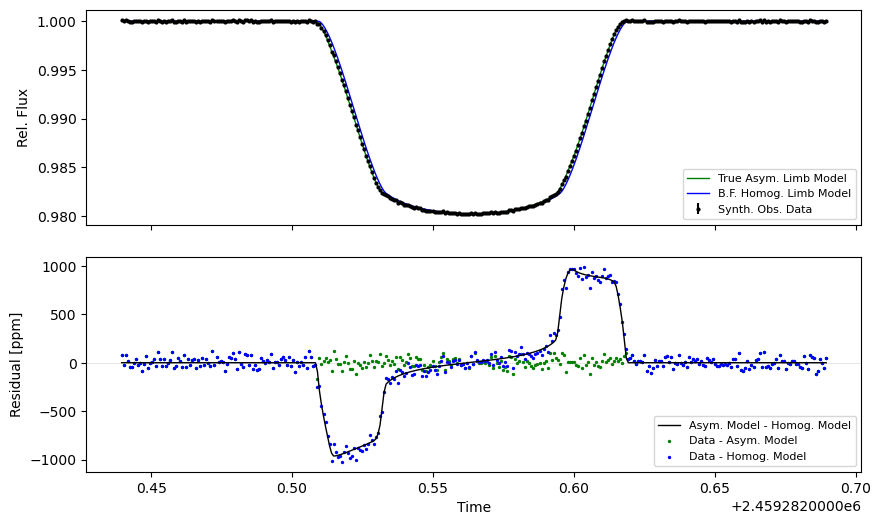 1.000
0.995
0.990
0.985
0.980
Rel. Flux
True Asym. Limb Model
B.F. Homog. Limb Model
Synth. Obs. Data
1000
500
0
−500
−1000
Residual [ppm]
Asym. Model - Homog. Model
Data - Asym. Model
Data - Homog. Model
0.45 0.50 0.55 0.60 0.65 0.70
Time
+2.4592820000e6